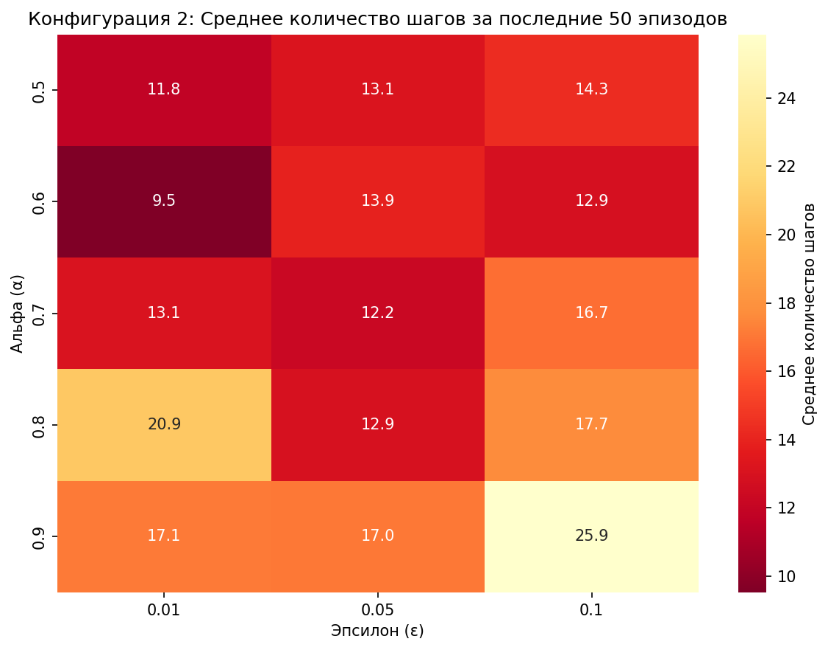 Конфигурация 2: Среднее количество шагов за последние 50 эпизодов
0.5 11.8 13.1 14.3
0.6 9.5 13.9 12.9
0.7 13.1 12.2 16.7
0.8 20.9 12.9 17.7
0.9 17.1 17.0 25.9
0.01 0.05 0.1
Эпсилон (ε)
Альфа (α)
24
22
20
18
16
14
12
10
Среднее количество шагов